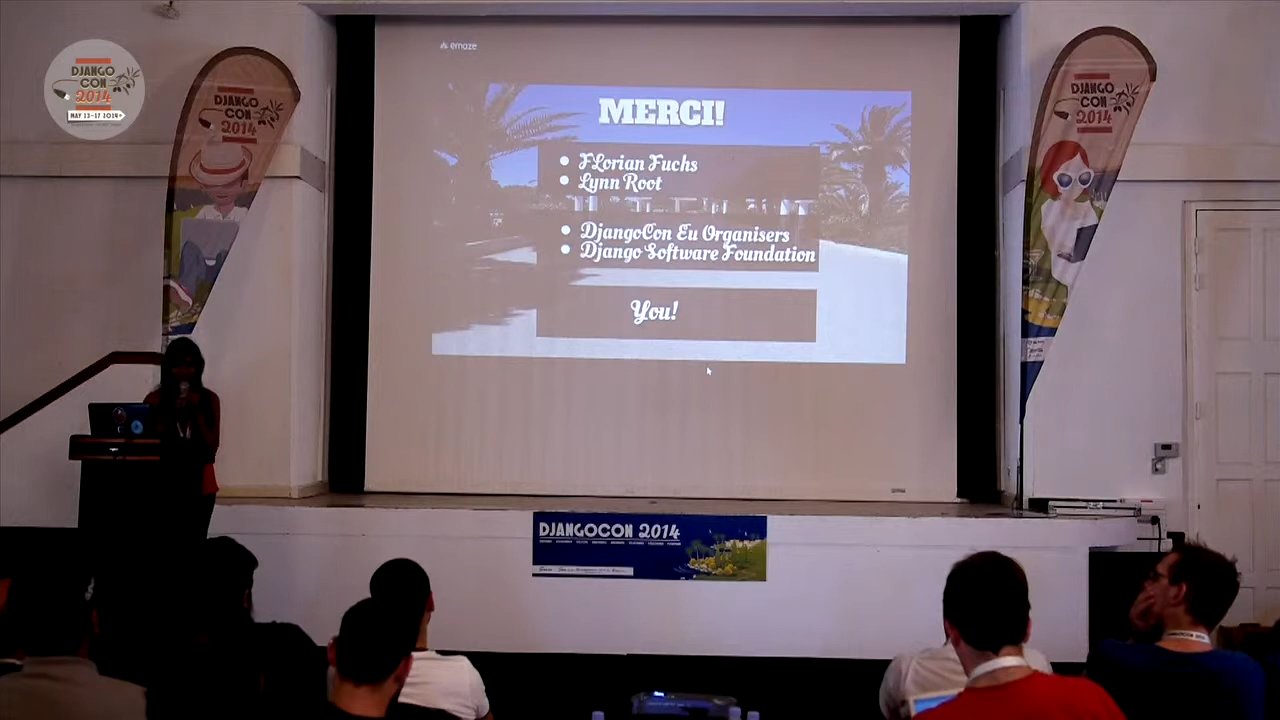 DJANGO
CON
2014
MAY 13-17 2014
DJANGO
CON
2014
emaze
MERCI!
FLorian Fuchs
Lynn Root
DjangoCon Eu Organisers
Django Software Foundation
You!
DJANGO
CON
2014
DJANGOCON 2014